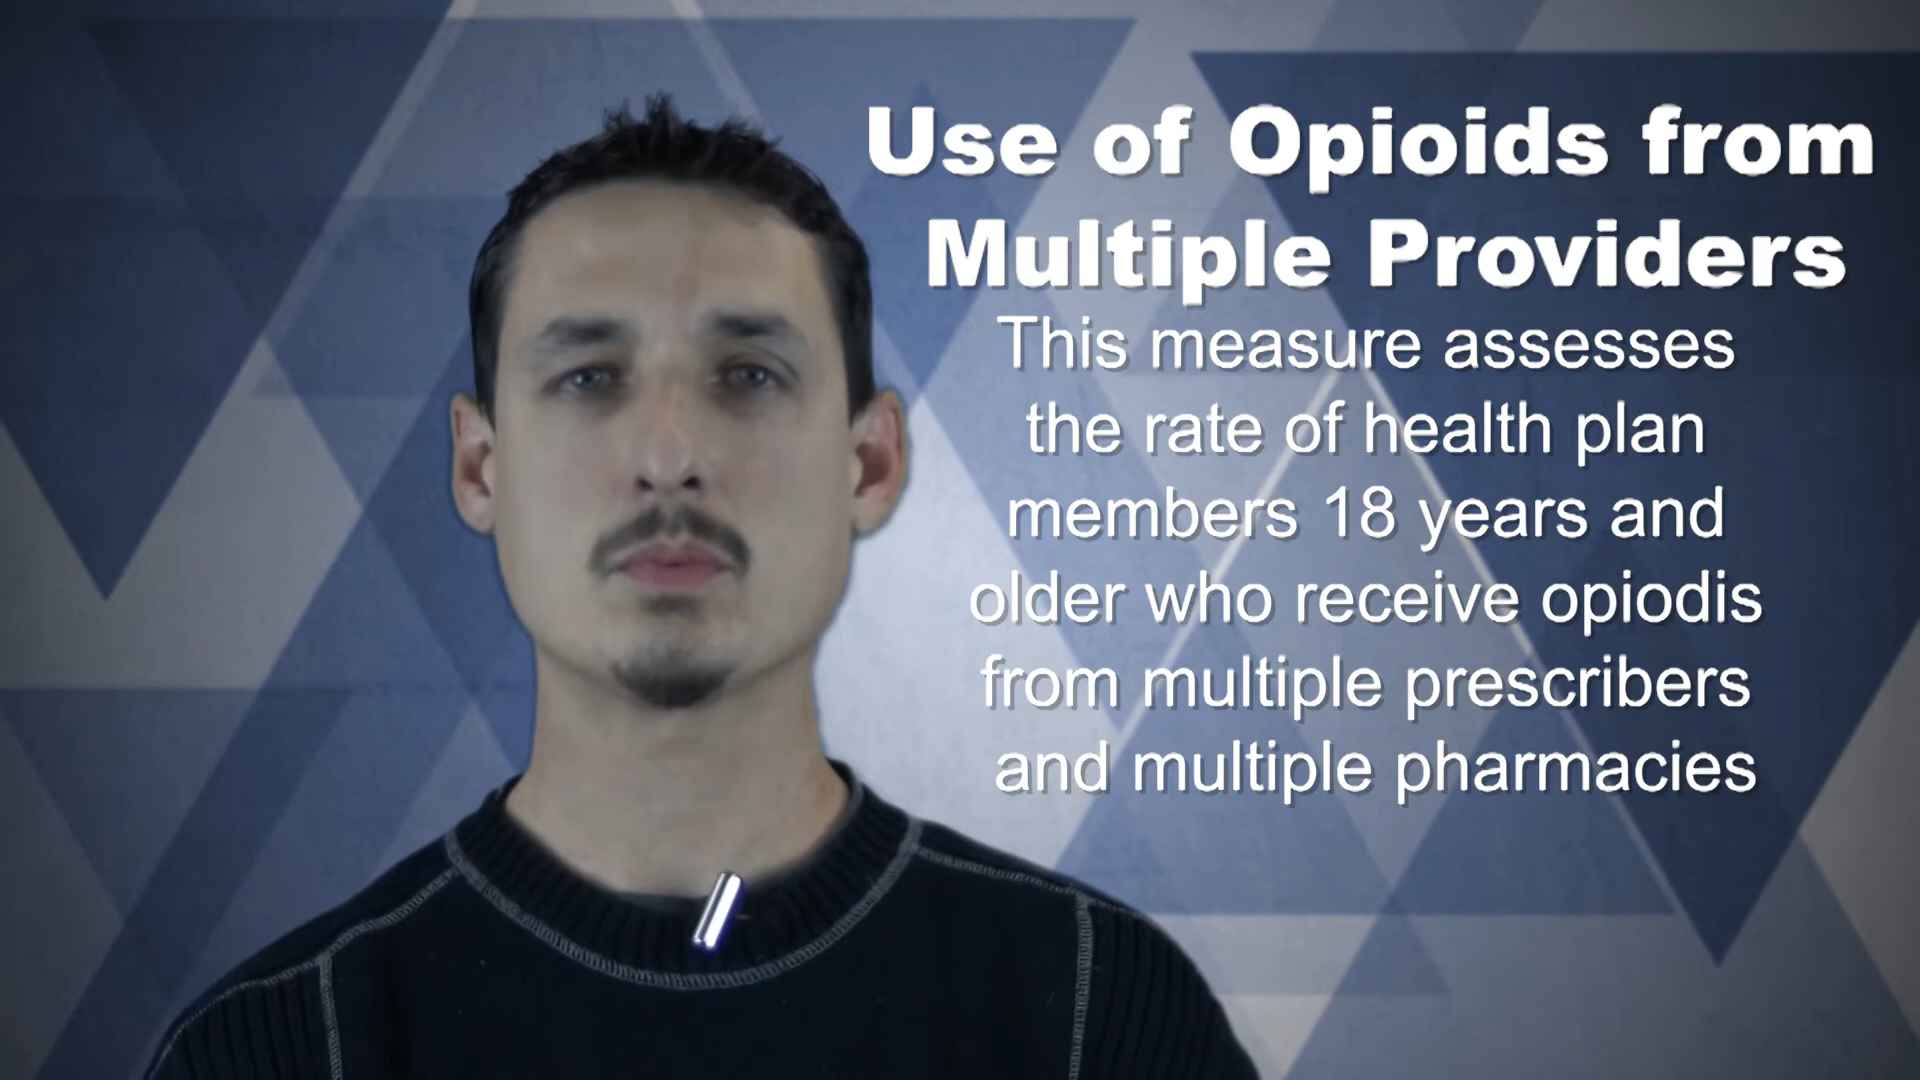 Use of Opioids from
Multiple Providers
This measure assesses
the rate of health plan
members 18 years and
older who receive opiodis
from multiple prescribers
and multiple pharmacies